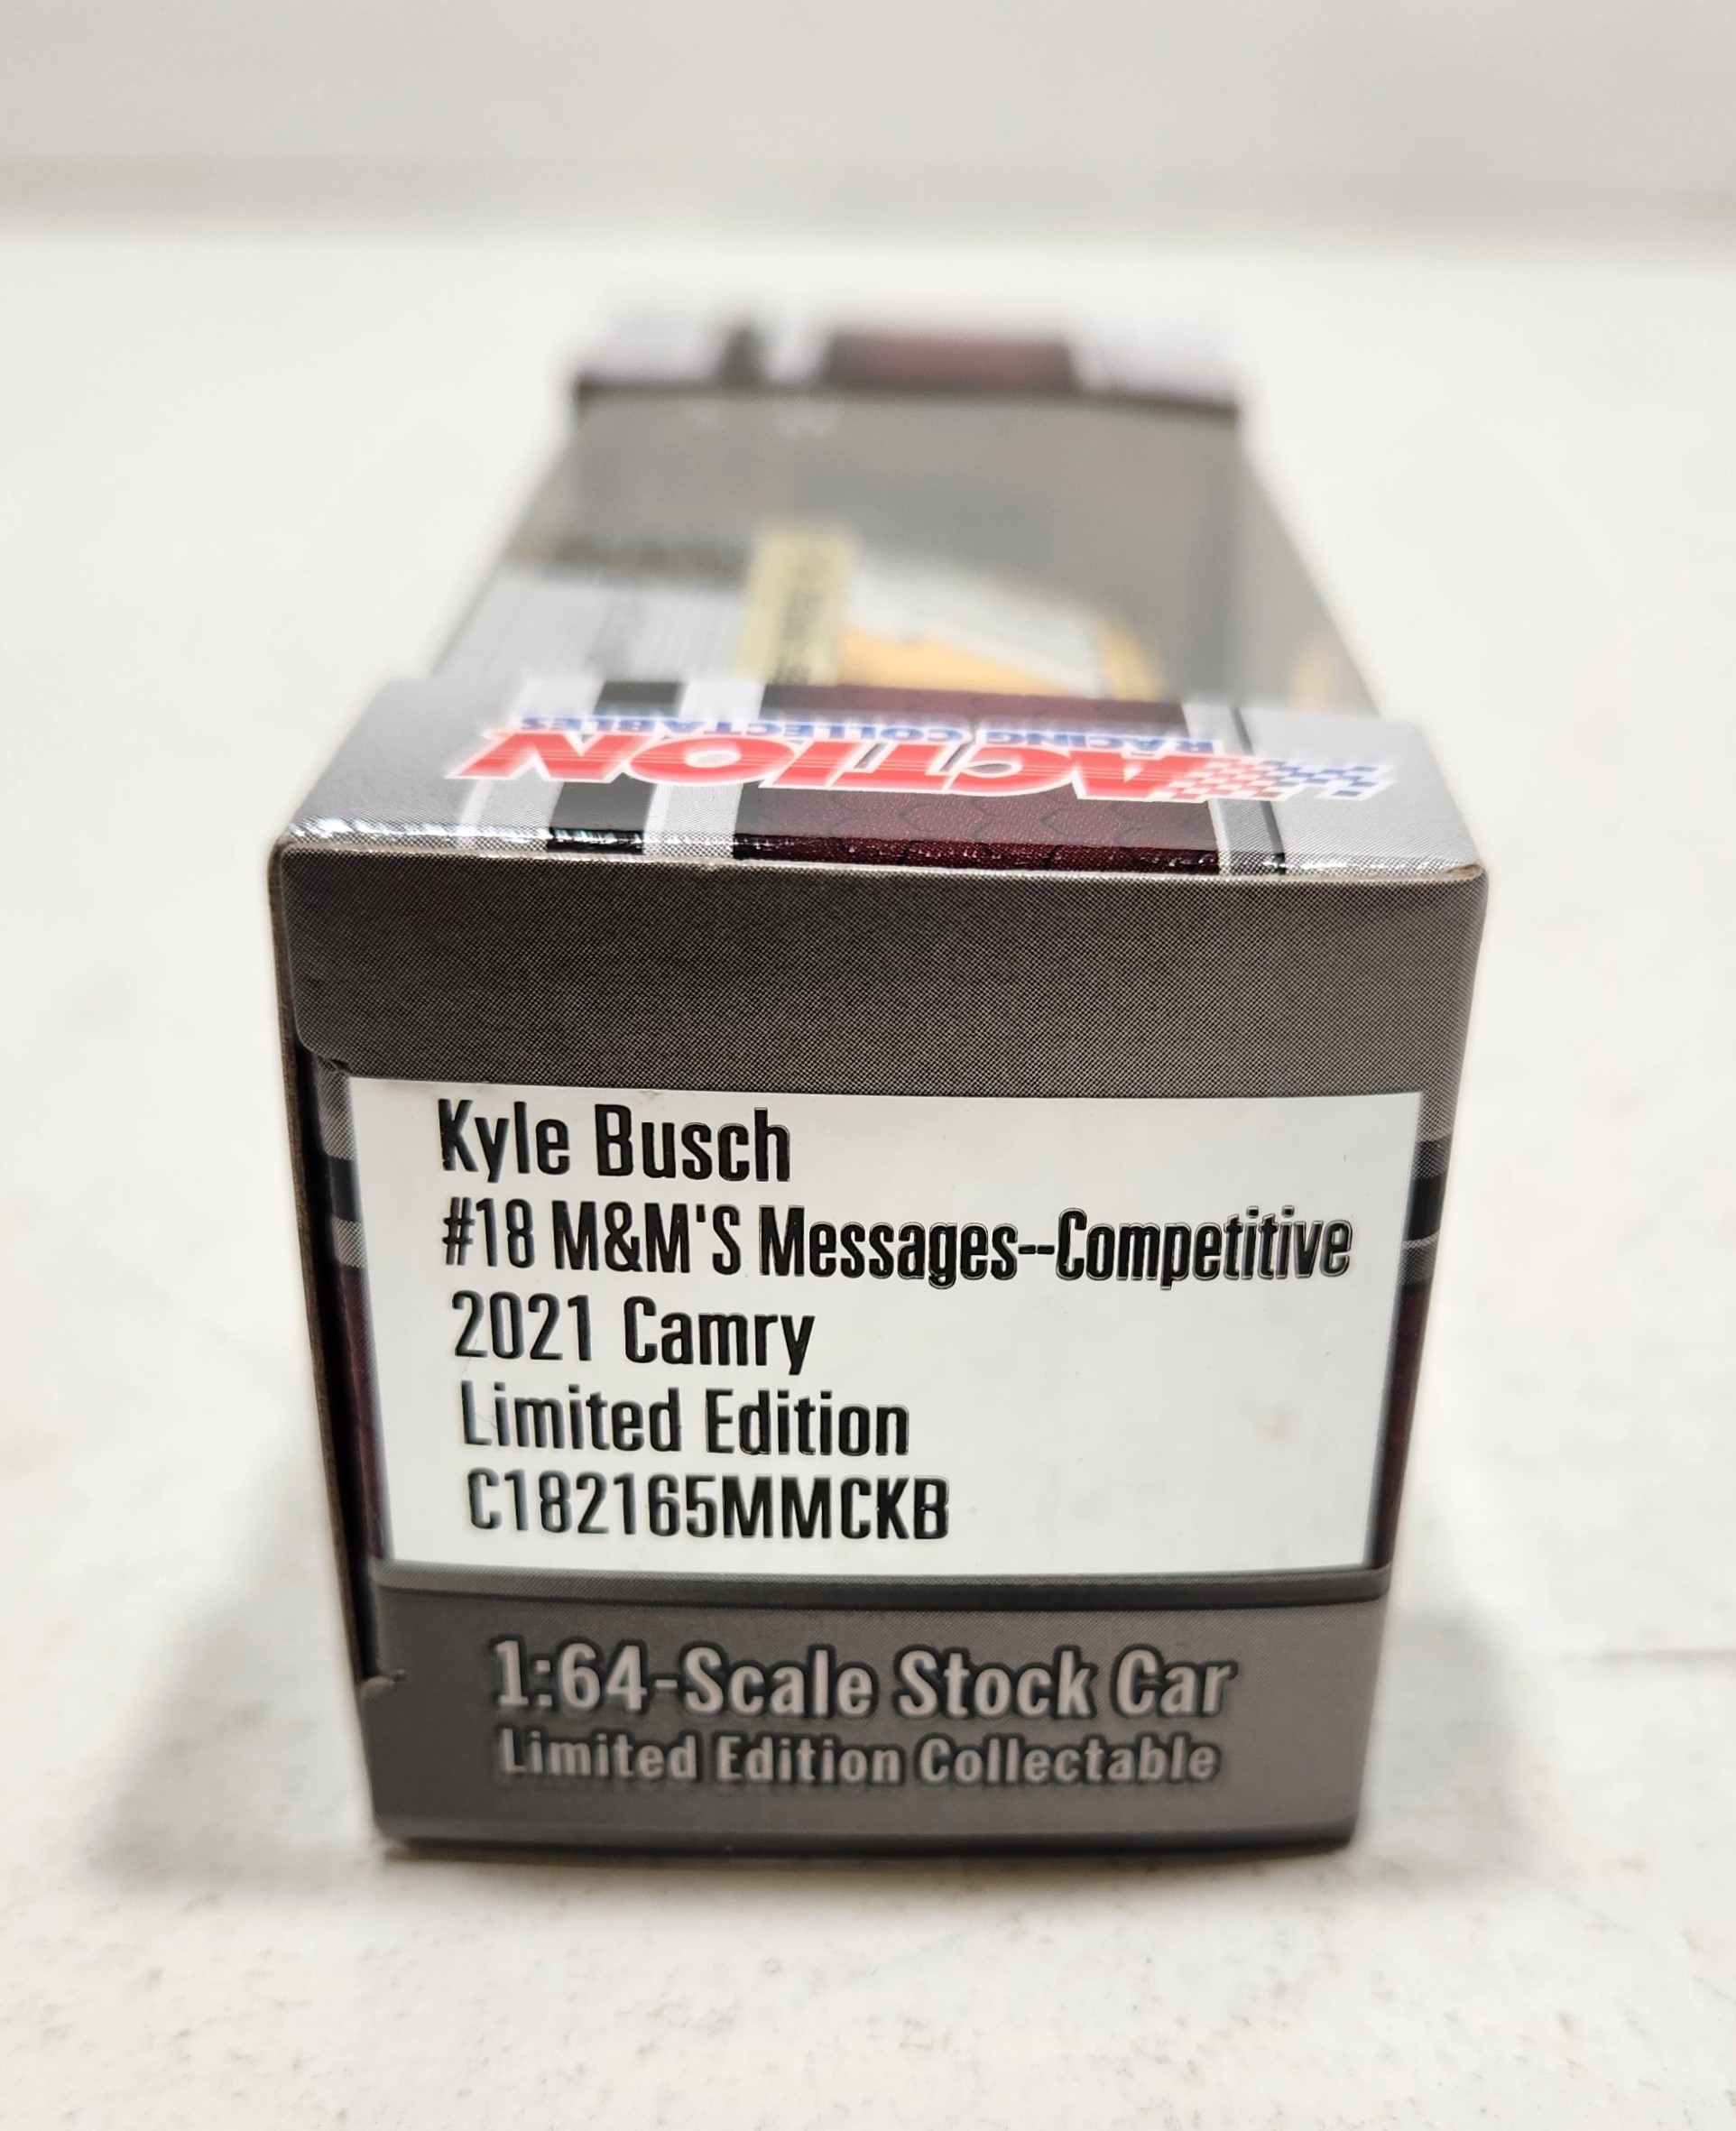 ACTION
RACING COLLECTABLES
Kyle Busch
#18 M&M'S Messages--Competitive
2021 Camry
Limited Edition
C182165MMCKB
1:64-Scale Stock Car
Limited Edition Collectable